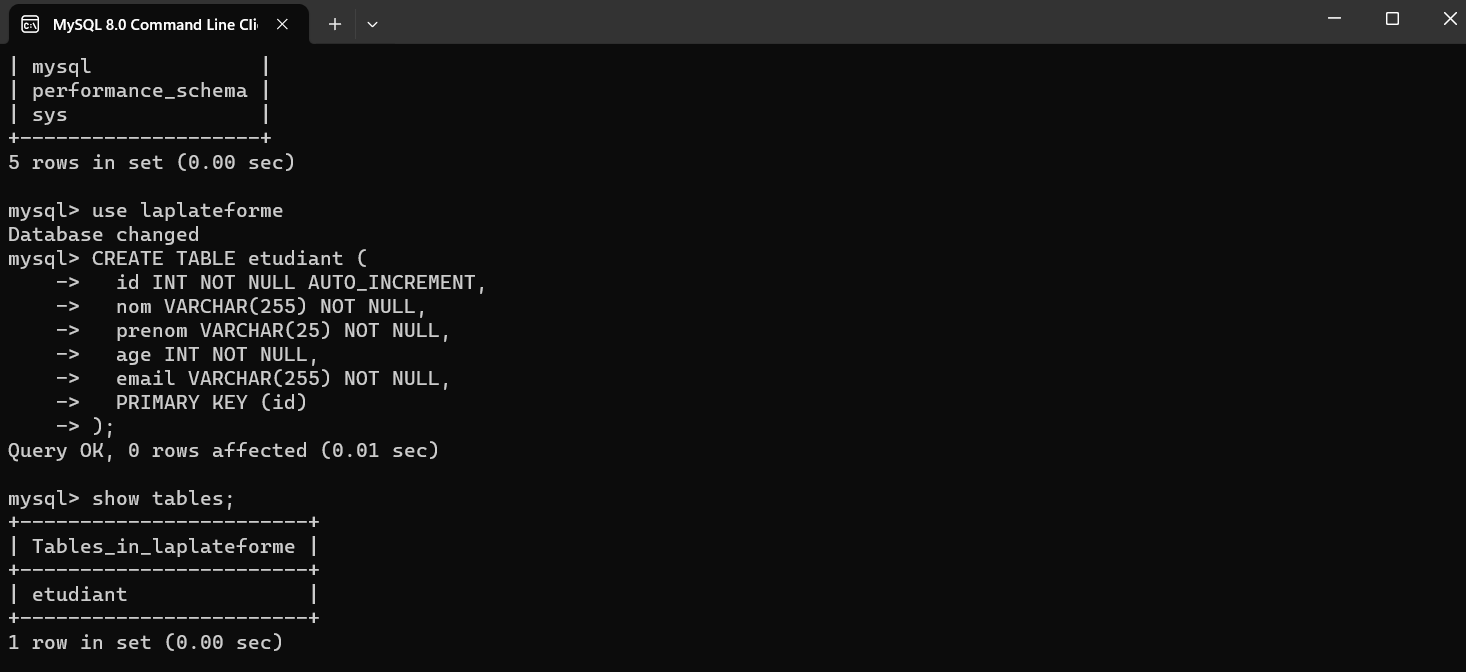 MySQL 8.0 Command Line Cli
| mysql              |
| performance_schema |
| sys                |
+--------------------+
5 rows in set (0.00 sec)
mysql> use laplateforme
Database changed
mysql> CREATE TABLE etudiant (
    ->   id INT NOT NULL AUTO_INCREMENT,
    ->   nom VARCHAR(255) NOT NULL,
    ->   prenom VARCHAR(25) NOT NULL,
    ->   age INT NOT NULL,
    ->   email VARCHAR(255) NOT NULL,
    ->   PRIMARY KEY (id)
    -> );
Query OK, 0 rows affected (0.01 sec)
mysql> show tables;
+------------------------+
| Tables_in_laplateforme |
+------------------------+
| etudiant               |
+------------------------+
1 row in set (0.00 sec)